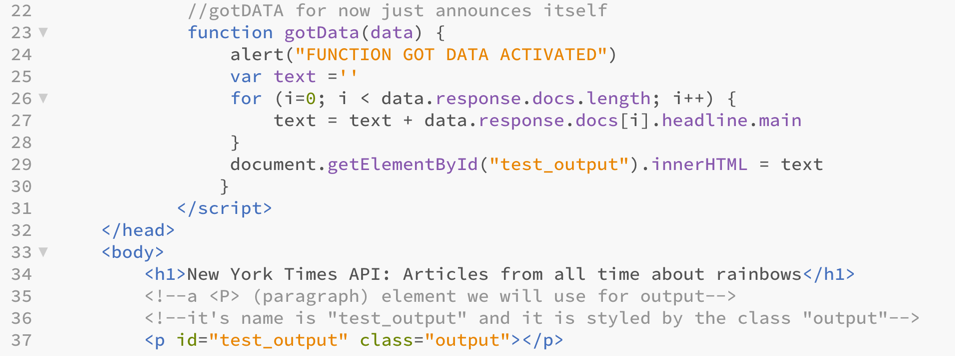 22 //gotDATA for now just announces itself
23 function gotData(data) {
24 alert("FUNCTION GOT DATA ACTIVATED")
25 var text =''
26 for (i=0; i < data.response.docs.length; i++) {
27 text = text + data.response.docs[i].headline.main
28 }
29 document.getElementById("test_output").innerHTML = text
30 }
31 </script>
32 </head>
33 <body>
34 <h1>New York Times API: Articles from all time about rainbows</h1>
35 <!--a <P> (paragraph) element we will use for output-->
36 <!--it's name is "test_output" and it is styled by the class "output"-->
37 <p id="test_output" class="output"></p>